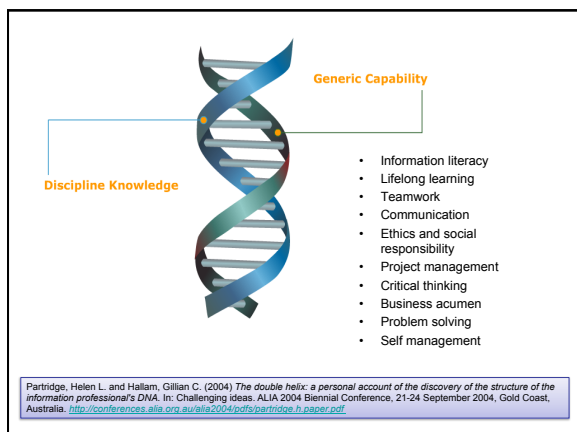 Generic Capability
Discipline Knowledge
• Information literacy
• Lifelong learning
• Teamwork
• Communication
• Ethics and social
responsibility
• Project management
• Critical thinking
• Business acumen
• Problem solving
• Self management
Partridge, Helen L. and Hallam, Gillian C. (2004) The double helix: a personal account of the discovery of the structure of the
information professional's DNA. In: Challenging ideas. ALIA 2004 Biennial Conference, 21-24 September 2004, Gold Coast,
Australia. http://conferences.alia.org.au/alia2004/pdfs/partridge.h.paper.pdf